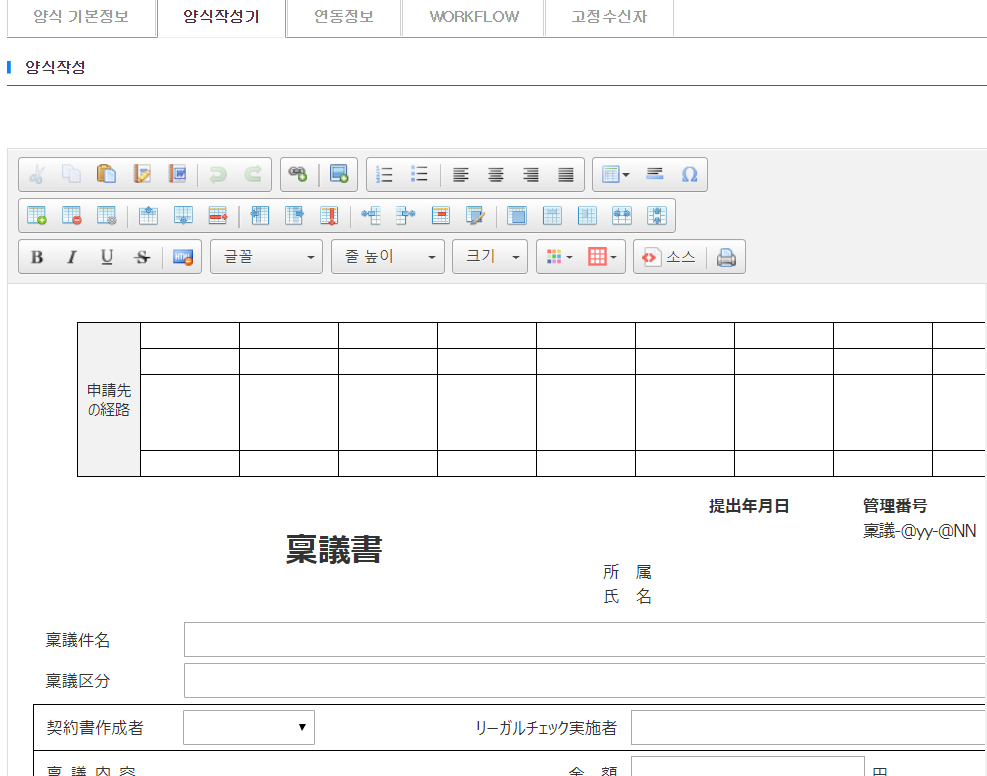 양식 기본정보 양식작성기 연동정보 WORKFLOW 고정수신자
양식작성
B I U S 글꼴 줄 높이 크기 소스
申請先
の経路
提出年月日 管理番号
稟議-@yy-@NN
稟議書
所 属
氏 名
稟議件名
稟議区分
契約書作成者 リーガルチェック実施者
稟 議 内 容 金 額 円